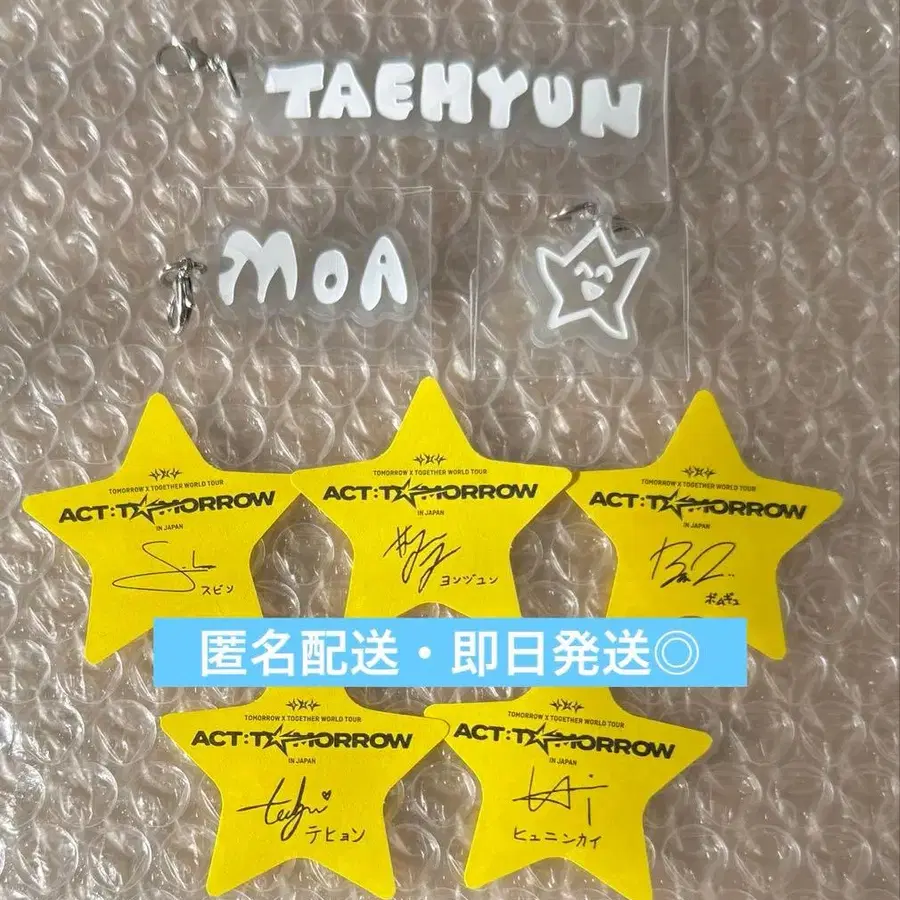 TAEHYUN
MOA
TOMORROW X TOGETHER WORLD TOUR
ACT:TOMORROW
IN JAPAN
スビン
TOMORROW X TOGETHER WORLD TOUR
ACT:TOMORROW
IN JAPAN
ヨンジュン
TOMORROW X TOGETHER WORLD TOUR
ACT:TOMORROW
IN JAPAN
ボムギュ
匿名配送・即日発送◎
TOMORROW X TOGETHER WORLD TOUR
ACT:TOMORROW
IN JAPAN
テヒョン
TOMORROW X TOGETHER WORLD TOUR
ACT:TOMORROW
IN JAPAN
ヒュニンカイ